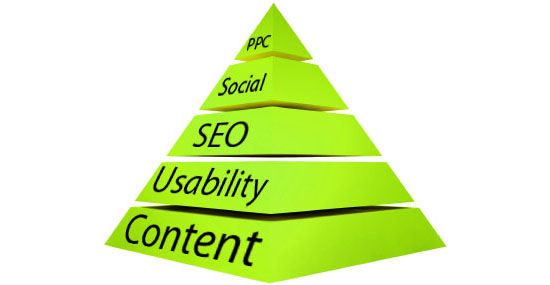 PPC
Social
SEO
Usability
Content